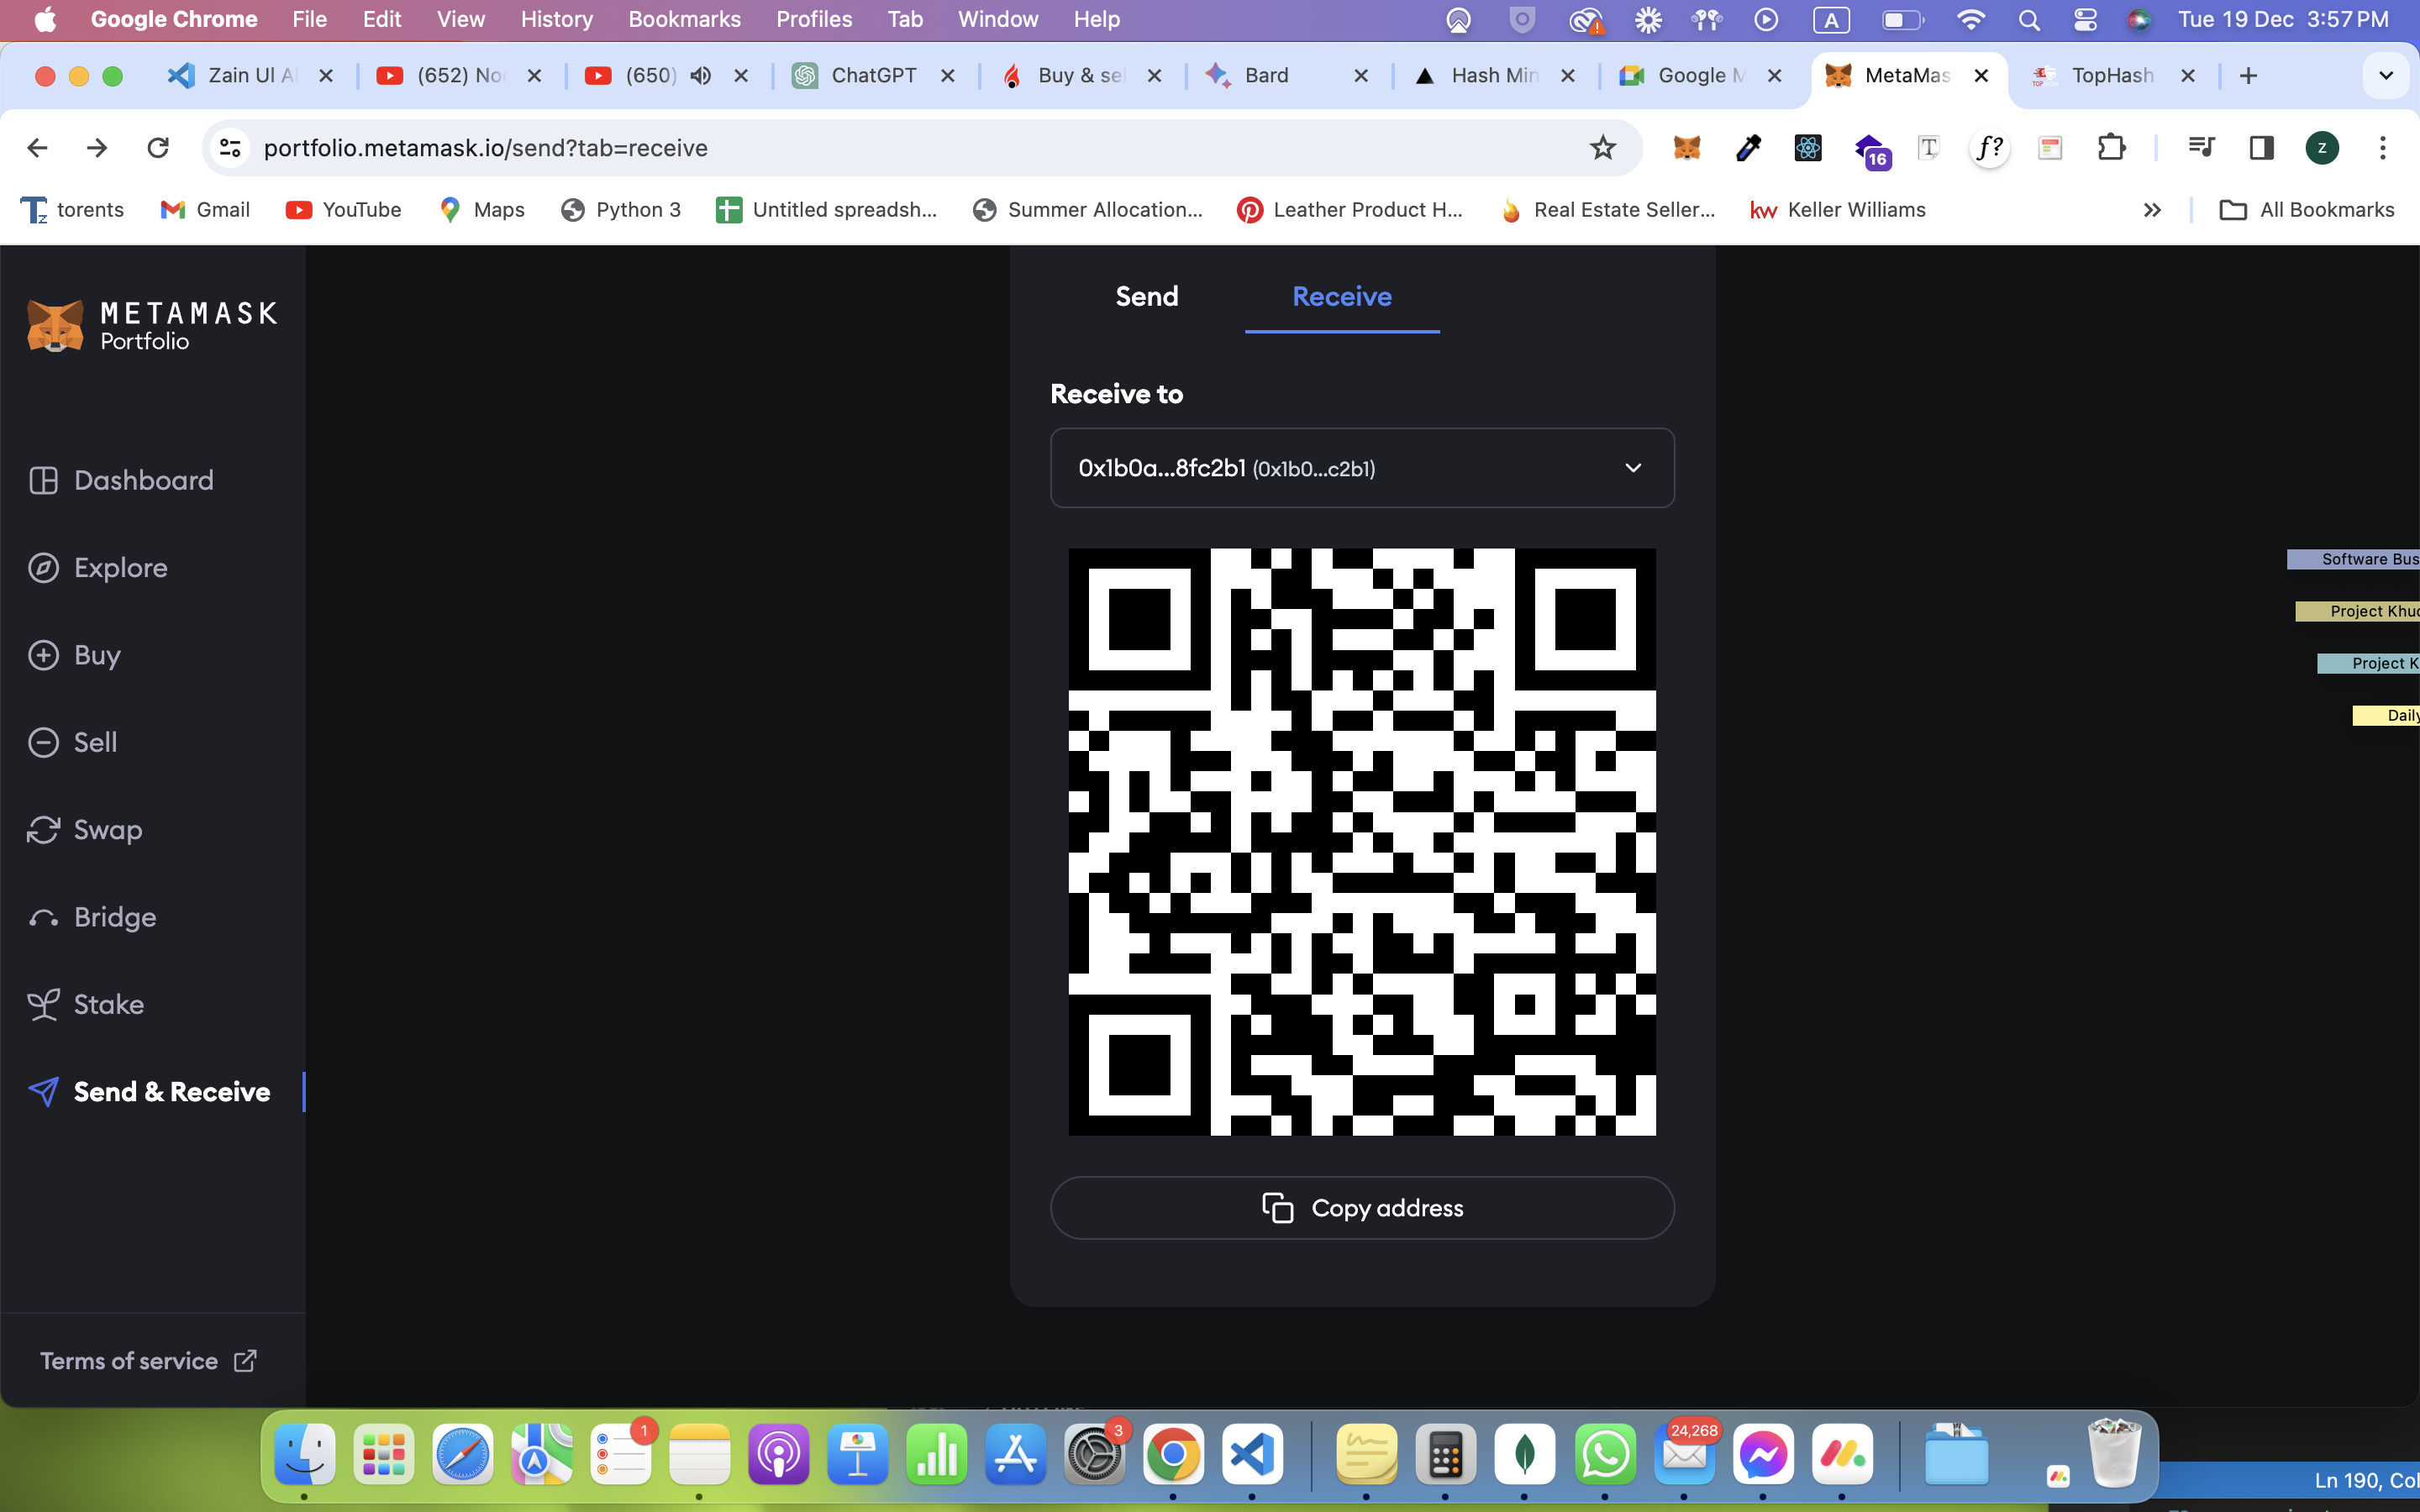 Google Chrome File Edit View History Bookmarks Profiles Tab Window Help A Tue 19 Dec 3:57 PM
Zain Ul A (652) No (650) ChatGPT Buy & se Bard Hash Min Google M MetaMas TopHash
portfolio.metamask.io/send?tab=receive 16 T f? z
torents Gmail YouTube Maps Python 3 Untitled spreadsh... Summer Allocation... Leather Product H... Real Estate Seller... kw Keller Williams All Bookmarks
METAMASK
Portfolio
Dashboard
Explore
Buy
Sell
Swap
Bridge
Stake
Send & Receive
Terms of service
Send Receive
Receive to
0x1b0a...8fc2b1 (0x1b0...c2b1)
Copy address
Software Bus
Project Khud
Project K
Daily
1 3 24,268
Ln 190, Col